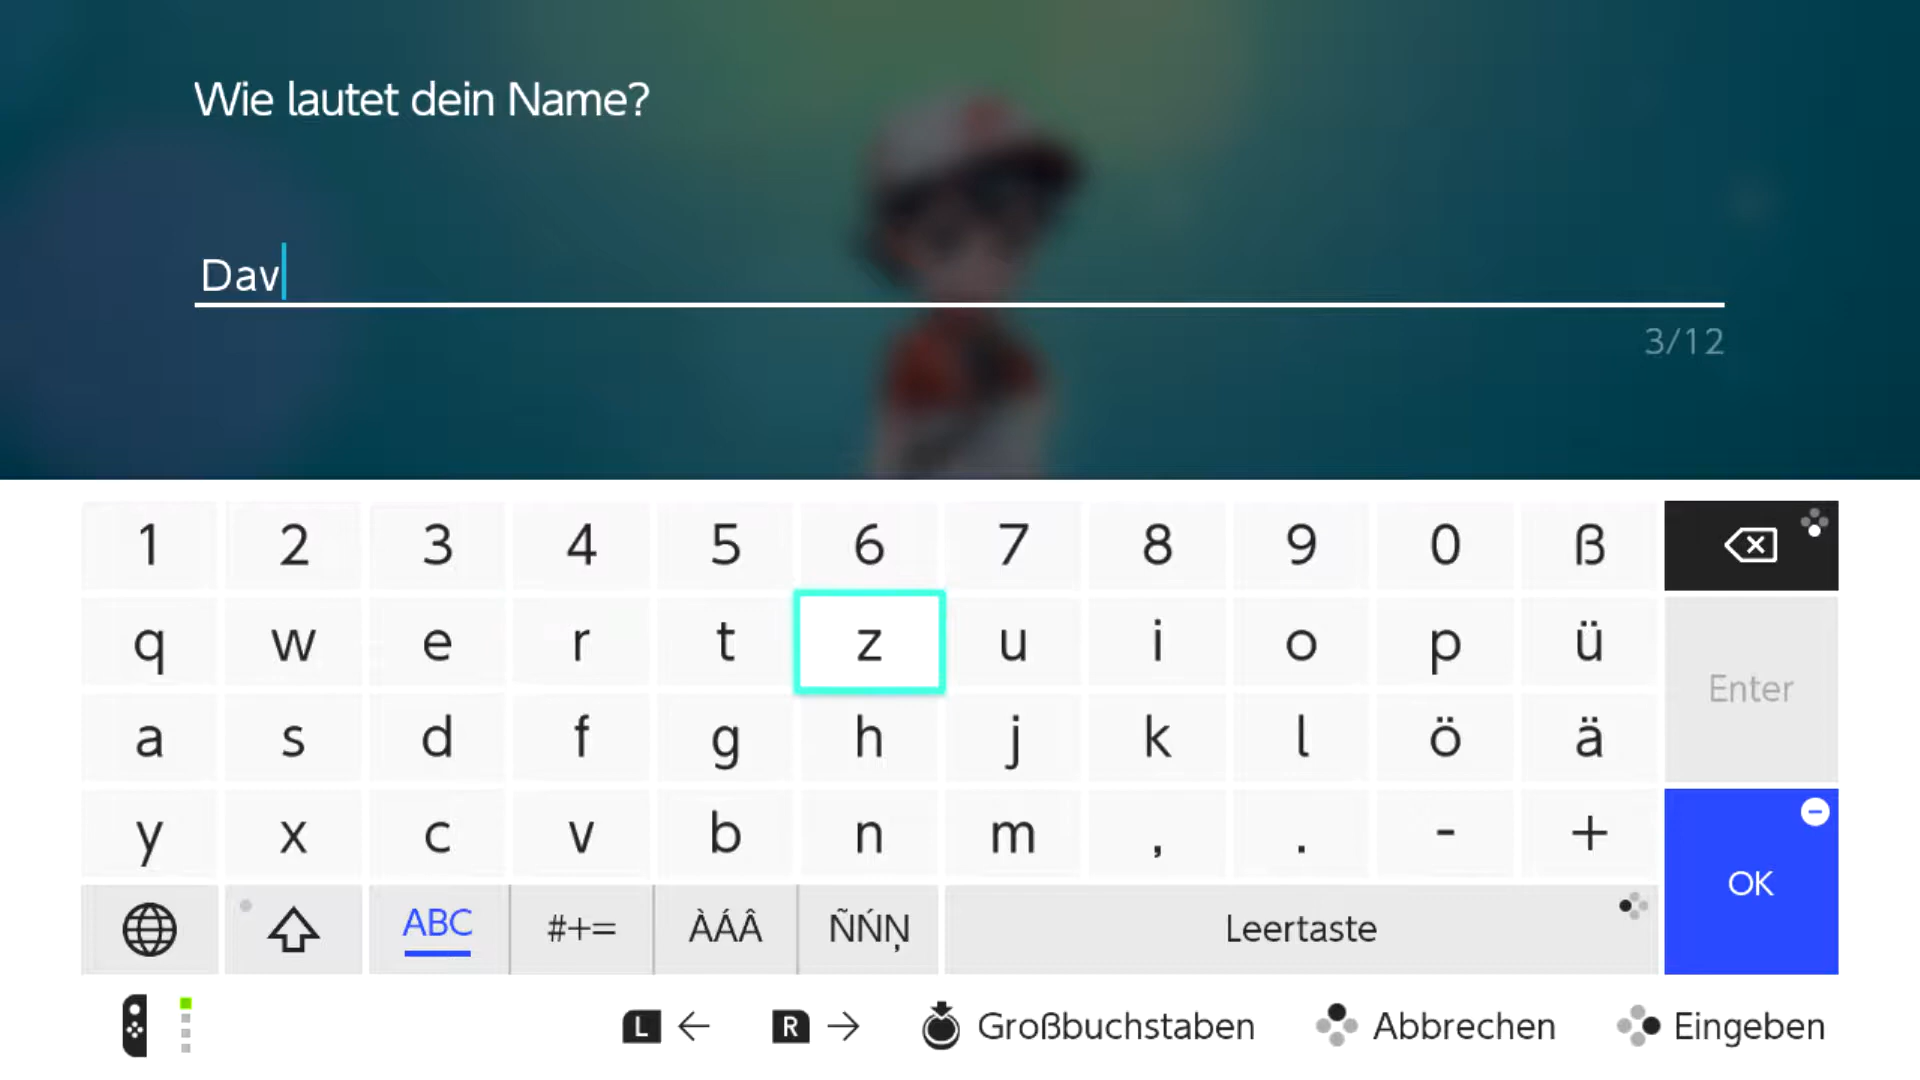 Wie lautet dein Name?
Dav
3/12
1 2 3 4 5 6 7 8 9 0 ß
q w e r t z u i o p ü
Enter
a s d f g h j k l ö ä
y x c v b n m , . - +
OK
ABC #+= ÀÁÂ ÑŃŅ Leertaste
L ← R → Großbuchstaben Abbrechen Eingeben